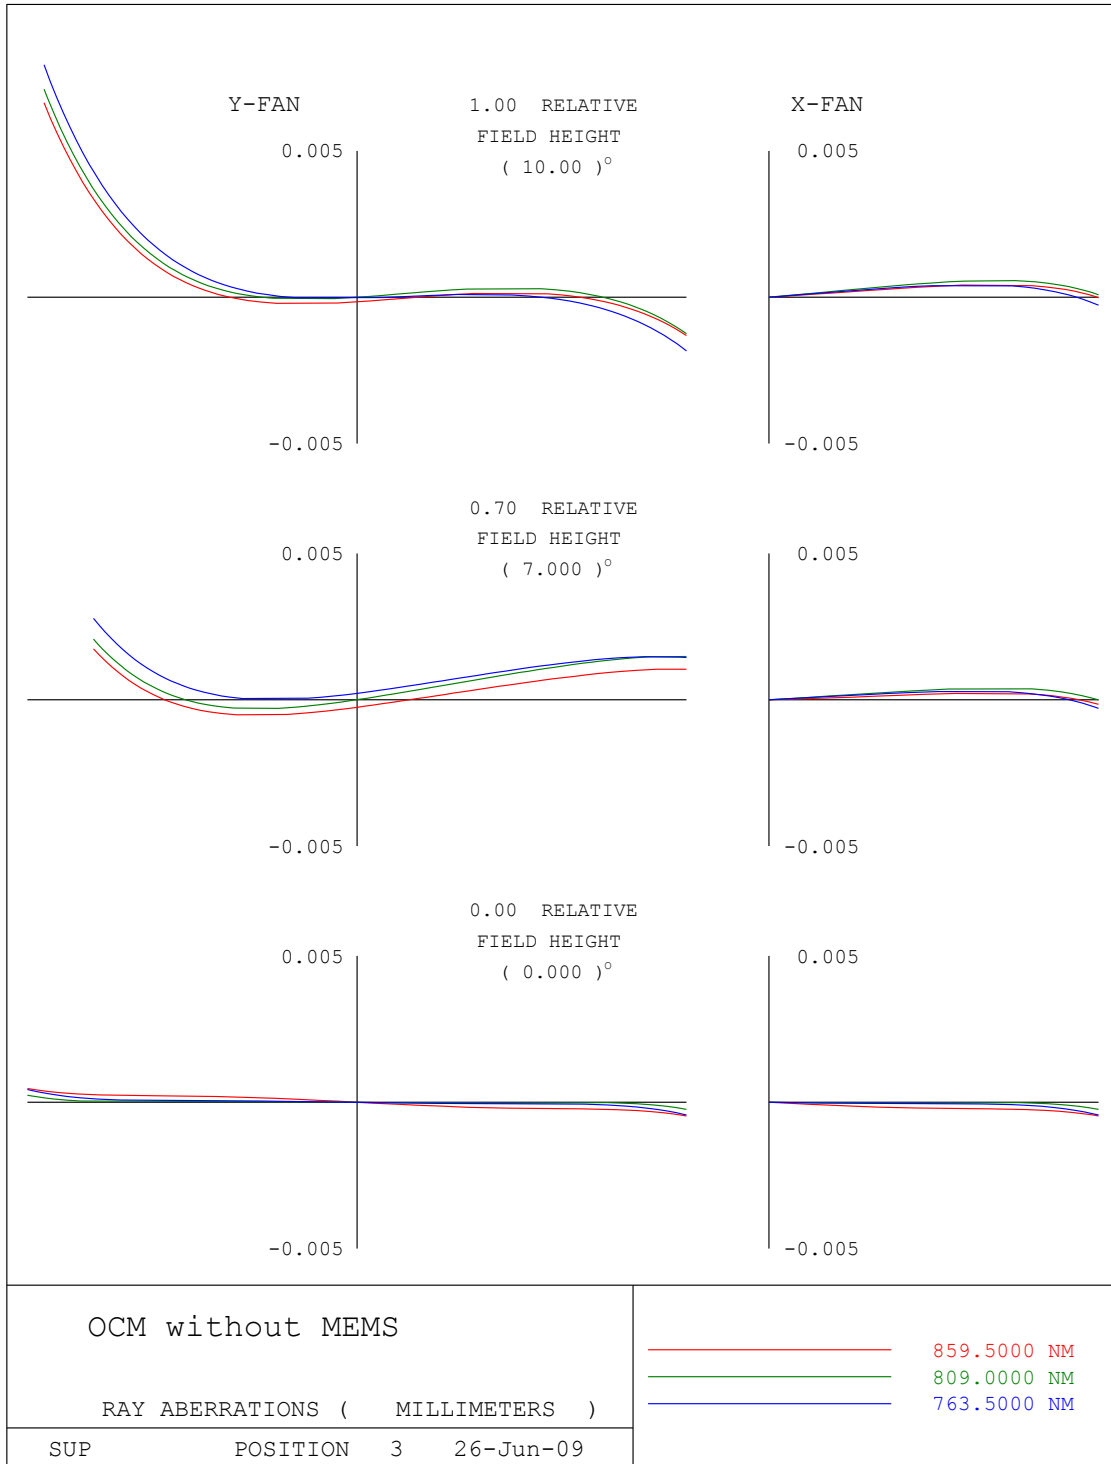 Y-FAN
1.00 RELATIVE
FIELD HEIGHT
( 10.00 )°
X-FAN
0.005
0.005
-0.005
-0.005
0.70 RELATIVE
FIELD HEIGHT
( 7.000 )°
0.005
0.005
-0.005
-0.005
0.00 RELATIVE
FIELD HEIGHT
( 0.000 )°
0.005
0.005
-0.005
-0.005
OCM without MEMS
RAY ABERRATIONS ( MILLIMETERS )
SUP POSITION 3 26-Jun-09
859.5000 NM
809.0000 NM
763.5000 NM